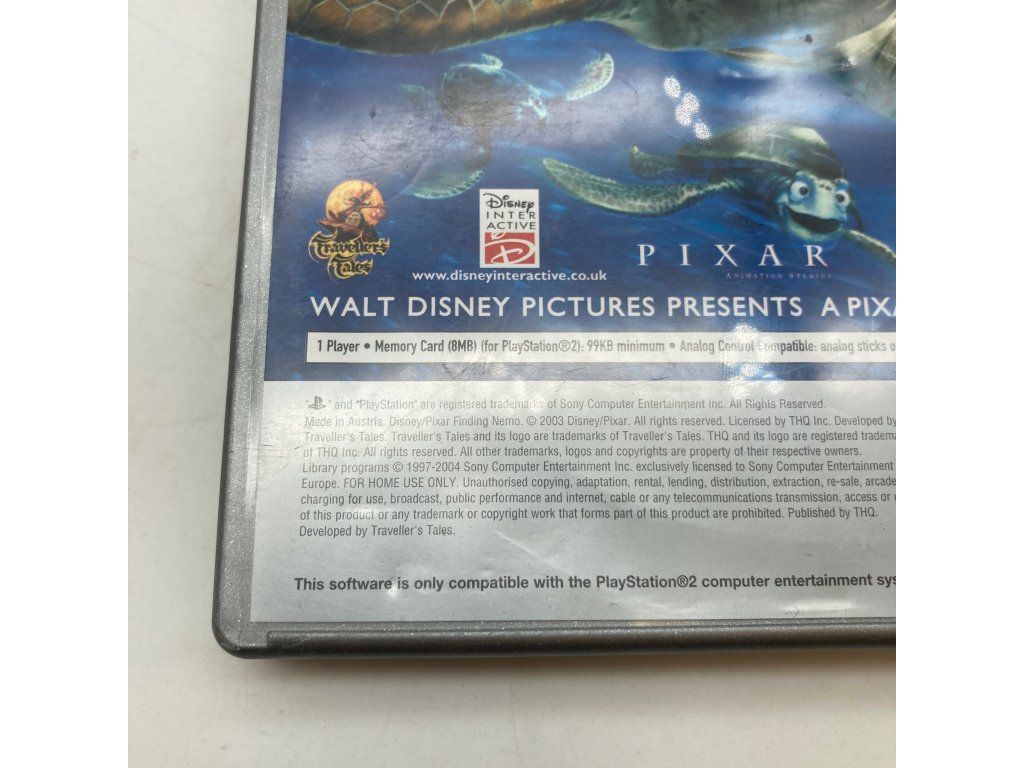 Traveller's
Tales
Disney
INTER
ACTIVE
D
www.disneyinteractive.co.uk
PIXAR
ANIMATION STUDIOS
WALT DISNEY PICTURES PRESENTS A PIXA
1 Player • Memory Card (8MB) (for PlayStation®2): 99KB minimum • Analog Control Compatible: analog sticks o
" " and "PlayStation" are registered trademarks of Sony Computer Entertainment Inc. All Rights Reserved.
Made in Austria. Disney/Pixar Finding Nemo. © 2003 Disney/Pixar. All rights reserved. Licensed by THQ Inc. Developed by
Traveller's Tales. Traveller's Tales and its logo are trademarks of Traveller's Tales. THQ and its logo are registered tradema
of THQ Inc. All rights reserved. All other trademarks, logos and copyrights are property of their respective owners.
Library programs © 1997-2004 Sony Computer Entertainment Inc. exclusively licensed to Sony Computer Entertainment
Europe. FOR HOME USE ONLY. Unauthorised copying, adaptation, rental, lending, distribution, extraction, re-sale, arcade
charging for use, broadcast, public performance and internet, cable or any telecommunications transmission, access or
of this product or any trademark or copyright work that forms part of this product are prohibited. Published by THQ.
Developed by Traveller's Tales.
This software is only compatible with the PlayStation®2 computer entertainment sys